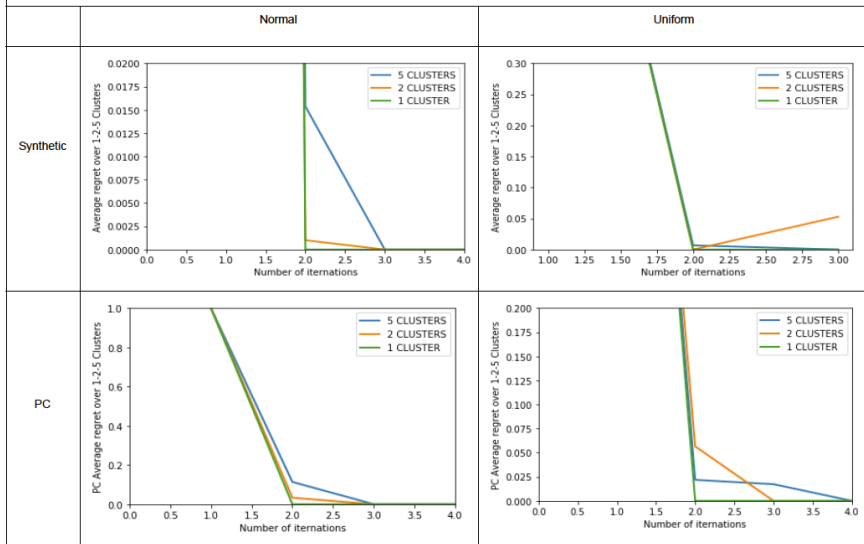 Normal
Uniform
Synthetic
Average regret over 1-2-5 Clusters
0.0200
0.0175
0.0150
0.0125
0.0100
0.0075
0.0050
0.0025
0.0000
5 CLUSTERS
2 CLUSTERS
1 CLUSTER
0.0 0.5 1.0 1.5 2.0 2.5 3.0 3.5 4.0
Number of iternations
Average regret over 1-2-5 Clusters
0.30
0.25
0.20
0.15
0.10
0.05
0.00
5 CLUSTERS
2 CLUSTERS
1 CLUSTER
1.00 1.25 1.50 1.75 2.00 2.25 2.50 2.75 3.00
Number of iternations
PC
PC Average regret over 1-2-5 Clusters
1.0
0.8
0.6
0.4
0.2
0.0
5 CLUSTERS
2 CLUSTERS
1 CLUSTER
0.0 0.5 1.0 1.5 2.0 2.5 3.0 3.5 4.0
Number of iternations
PC Average regret over 1-2-5 Clusters
0.200
0.175
0.150
0.125
0.100
0.075
0.050
0.025
0.000
5 CLUSTERS
2 CLUSTERS
1 CLUSTER
0.0 0.5 1.0 1.5 2.0 2.5 3.0 3.5 4.0
Number of iternations